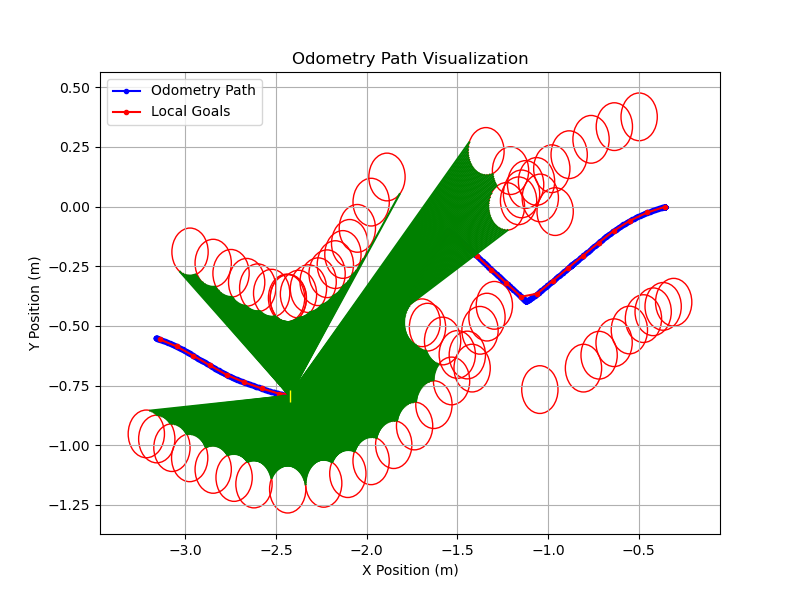 Odometry Path Visualization
Odometry Path
Local Goals
Y Position (m)
0.50
0.25
0.00
−0.25
−0.50
−0.75
−1.00
−1.25
−3.0 −2.5 −2.0 −1.5 −1.0 −0.5
X Position (m)